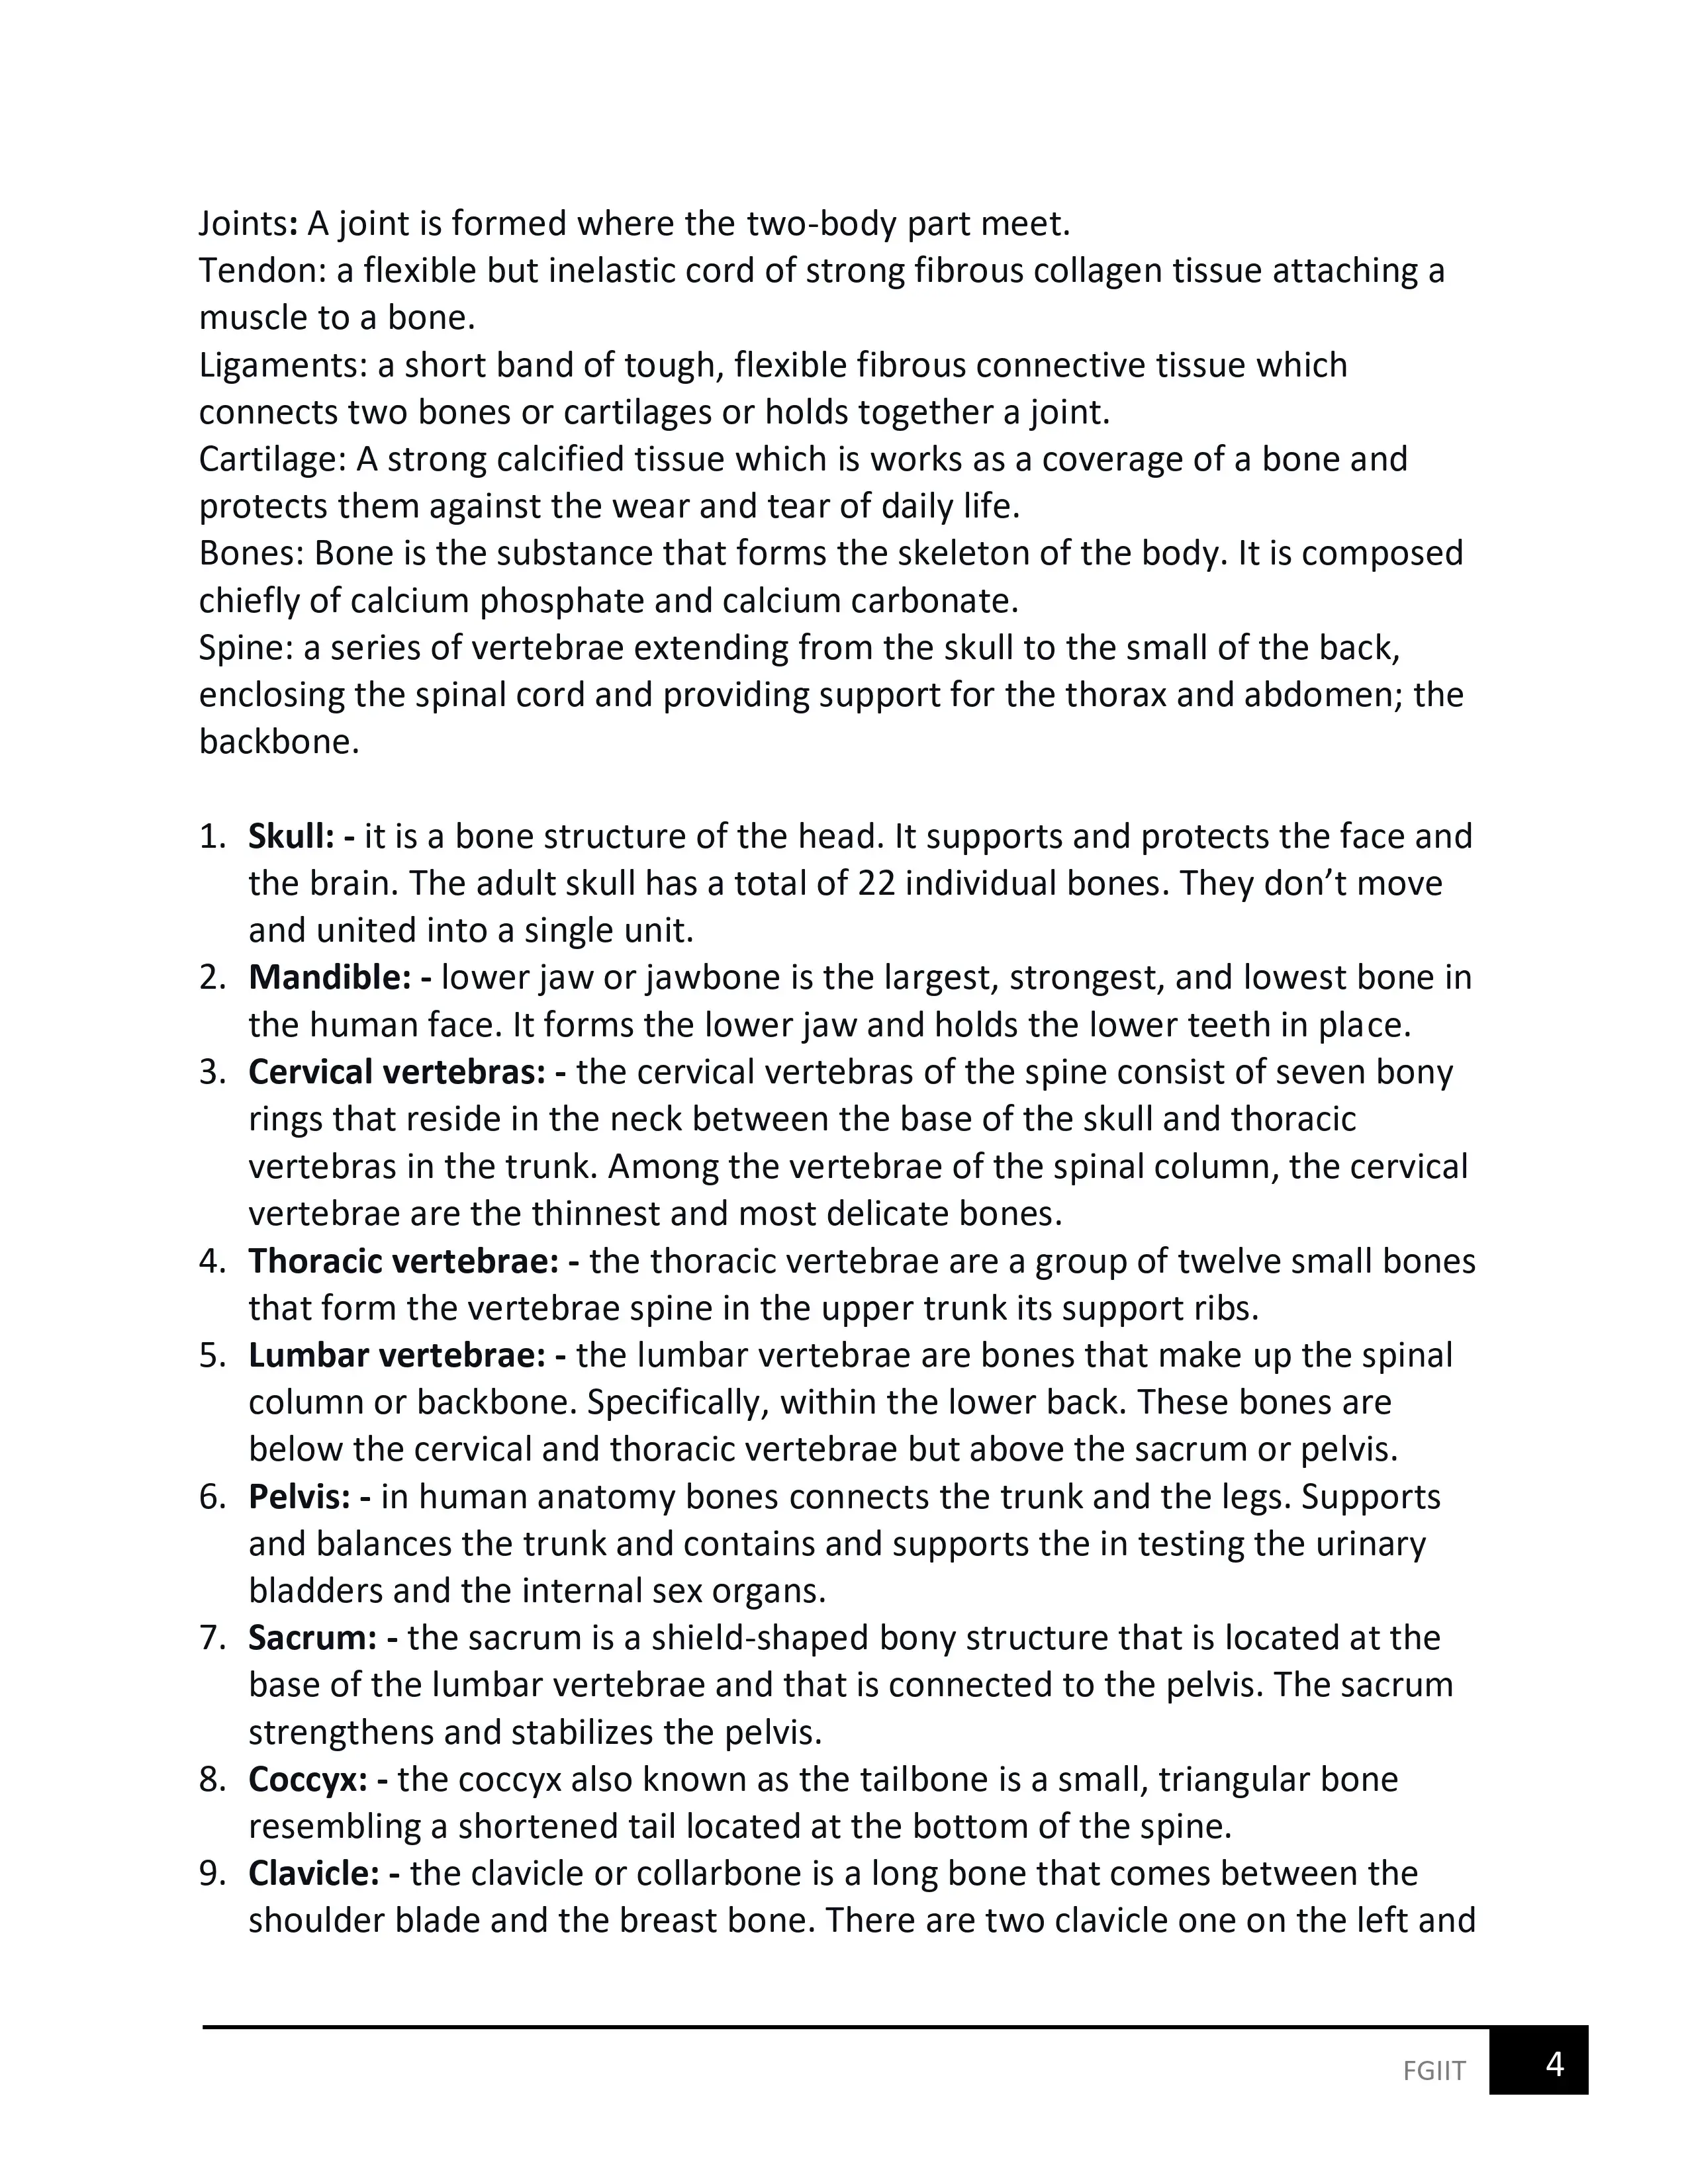 Joints: A joint is formed where the two-body part meet.
Tendon: a flexible but inelastic cord of strong fibrous collagen tissue attaching a
muscle to a bone.
Ligaments: a short band of tough, flexible fibrous connective tissue which
connects two bones or cartilages or holds together a joint.
Cartilage: A strong calcified tissue which is works as a coverage of a bone and
protects them against the wear and tear of daily life.
Bones: Bone is the substance that forms the skeleton of the body. It is composed
chiefly of calcium phosphate and calcium carbonate.
Spine: a series of vertebrae extending from the skull to the small of the back,
enclosing the spinal cord and providing support for the thorax and abdomen; the
backbone.
1. Skull: - it is a bone structure of the head. It supports and protects the face and
the brain. The adult skull has a total of 22 individual bones. They don’t move
and united into a single unit.
2. Mandible: - lower jaw or jawbone is the largest, strongest, and lowest bone in
the human face. It forms the lower jaw and holds the lower teeth in place.
3. Cervical vertebras: - the cervical vertebras of the spine consist of seven bony
rings that reside in the neck between the base of the skull and thoracic
vertebras in the trunk. Among the vertebrae of the spinal column, the cervical
vertebrae are the thinnest and most delicate bones.
4. Thoracic vertebrae: - the thoracic vertebrae are a group of twelve small bones
that form the vertebrae spine in the upper trunk its support ribs.
5. Lumbar vertebrae: - the lumbar vertebrae are bones that make up the spinal
column or backbone. Specifically, within the lower back. These bones are
below the cervical and thoracic vertebrae but above the sacrum or pelvis.
6. Pelvis: - in human anatomy bones connects the trunk and the legs. Supports
and balances the trunk and contains and supports the in testing the urinary
bladders and the internal sex organs.
7. Sacrum: - the sacrum is a shield-shaped bony structure that is located at the
base of the lumbar vertebrae and that is connected to the pelvis. The sacrum
strengthens and stabilizes the pelvis.
8. Coccyx: - the coccyx also known as the tailbone is a small, triangular bone
resembling a shortened tail located at the bottom of the spine.
9. Clavicle: - the clavicle or collarbone is a long bone that comes between the
shoulder blade and the breast bone. There are two clavicle one on the left and
FGIIT 4